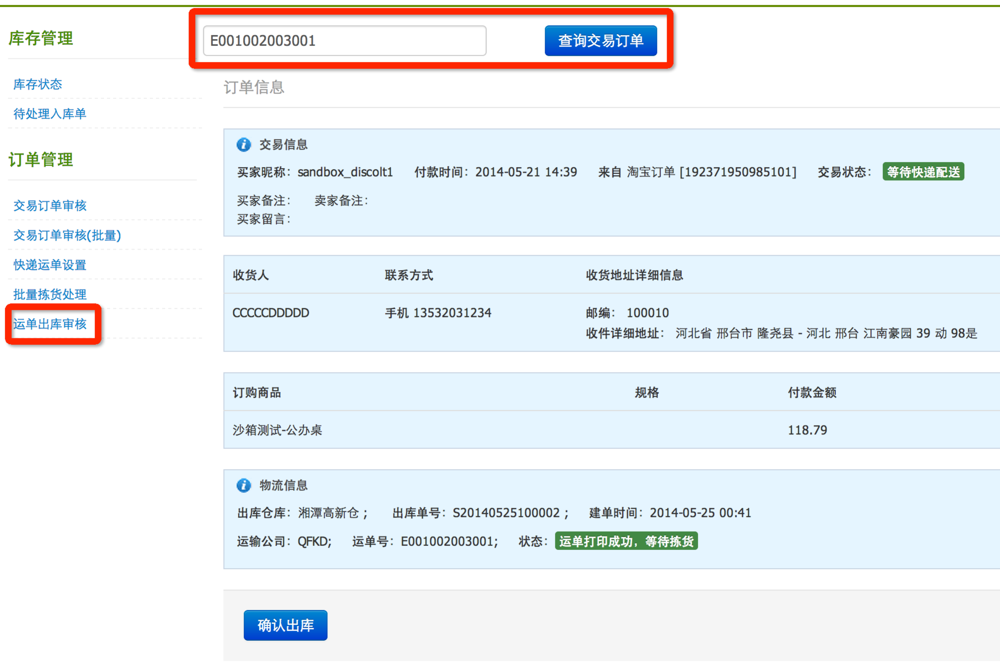 库存管理
库存状态
待处理入库单
订单管理
交易订单审核
交易订单审核(批量)
快递运单设置
批量拣货处理
运单出库审核
E001002003001 查询交易订单
订单信息
交易信息
买家昵称：sandbox_discolt1 付款时间：2014-05-21 14:39 来自 淘宝订单 [192371950985101] 交易状态： 等待快递配送
买家备注： 卖家备注：
买家留言：
收货人 联系方式 收货地址详细信息
CCCCCDDDDD 手机 13532031234 邮编： 100010
收件详细地址： 河北省 邢台市 隆尧县 - 河北 邢台 江南豪园 39 动 98是
订购商品 规格 付款金额
沙箱测试-公办桌 118.79
物流信息
出库仓库：湘潭高新仓； 出库单号：S20140525100002； 建单时间：2014-05-25 00:41
运输公司：QFKD; 运单号：E001002003001; 状态： 运单打印成功，等待拣货
确认出库